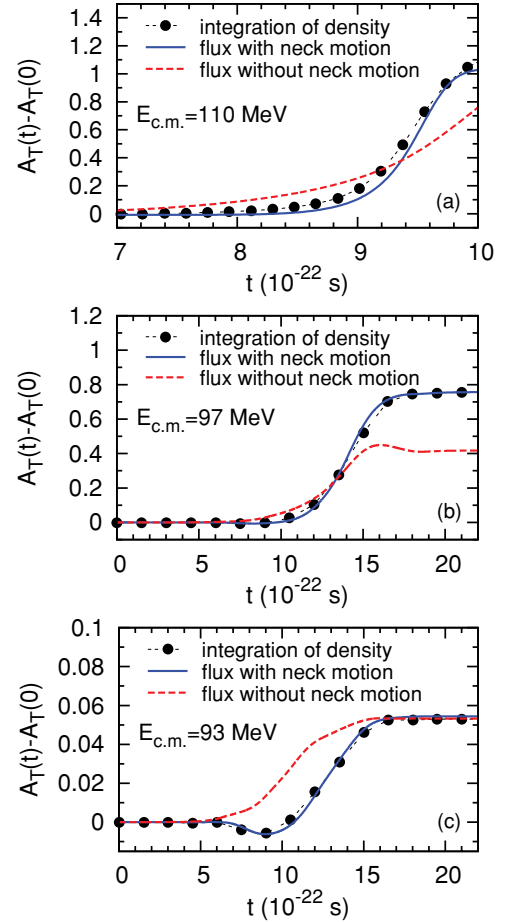 1.4
1.2
1
0.8
0.6
0.4
0.2
0
A_T(t)-A_T(0)
integration of density
flux with neck motion
flux without neck motion
E_c.m.=110 MeV
(a)
7 8 9 10
t (10^-22 s)
1.2
1
0.8
0.6
0.4
0.2
0
A_T(t)-A_T(0)
integration of density
flux with neck motion
flux without neck motion
E_c.m.=97 MeV
(b)
0 5 10 15 20
t (10^-22 s)
0.1
0.08
0.06
0.04
0.02
0
A_T(t)-A_T(0)
integration of density
flux with neck motion
flux without neck motion
E_c.m.=93 MeV
(c)
0 5 10 15 20
t (10^-22 s)